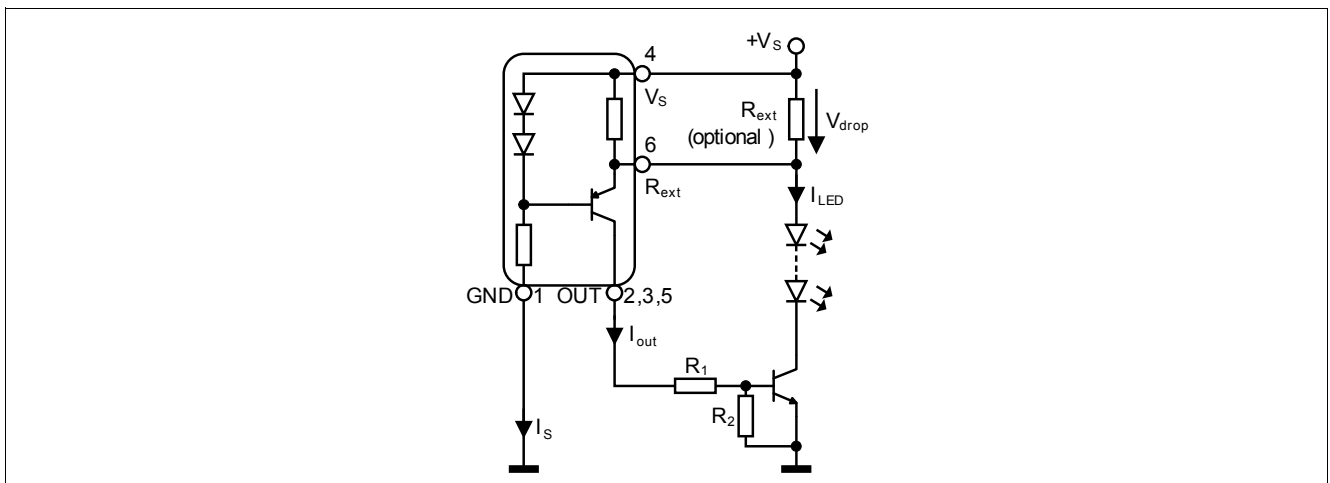 +VS
4
VS
Rext
(optional )
Vdrop
6
Rext
ILED
GND 1 OUT 2,3,5
Iout
R1
R2
IS